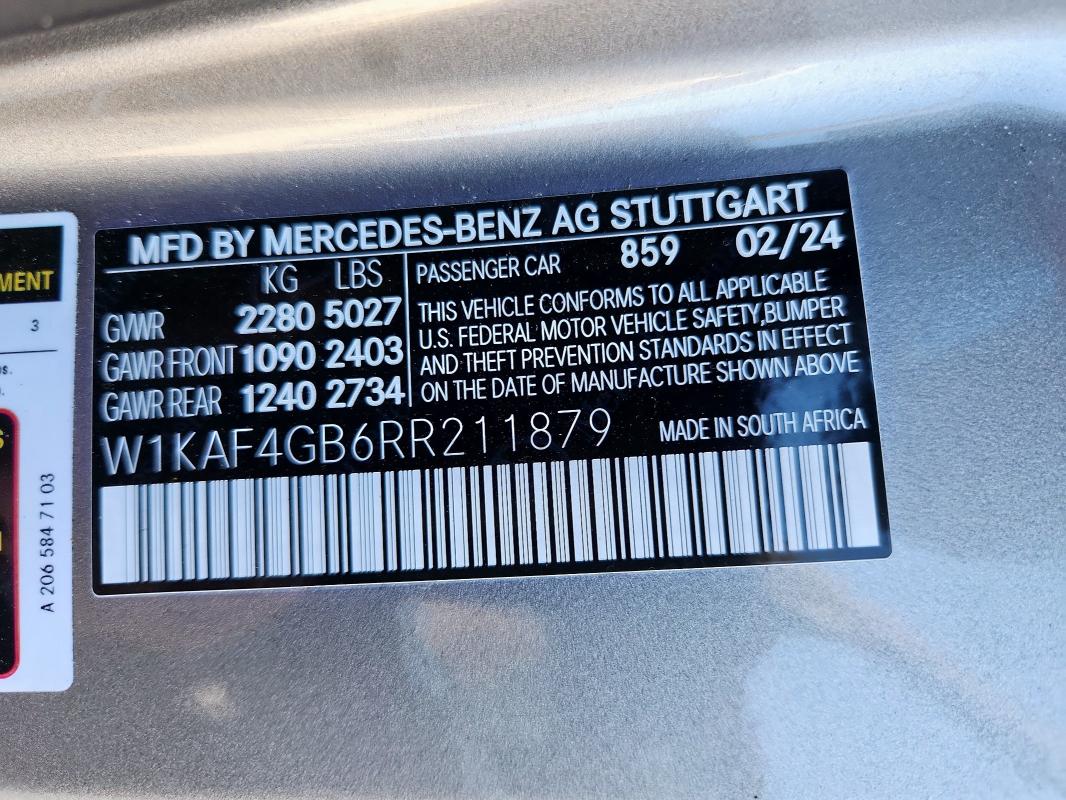 MFD BY MERCEDES-BENZ AG STUTTGART
KG LBS
GVWR 2280 5027
GAWR FRONT 1090 2403
GAWR REAR 1240 2734
PASSENGER CAR 859 02/24
THIS VEHICLE CONFORMS TO ALL APPLICABLE
U.S. FEDERAL MOTOR VEHICLE SAFETY,BUMPER
AND THEFT PREVENTION STANDARDS IN EFFECT
ON THE DATE OF MANUFACTURE SHOWN ABOVE
W1KAF4GB6RR211879 MADE IN SOUTH AFRICA
MENT
3
A 206 584 71 03